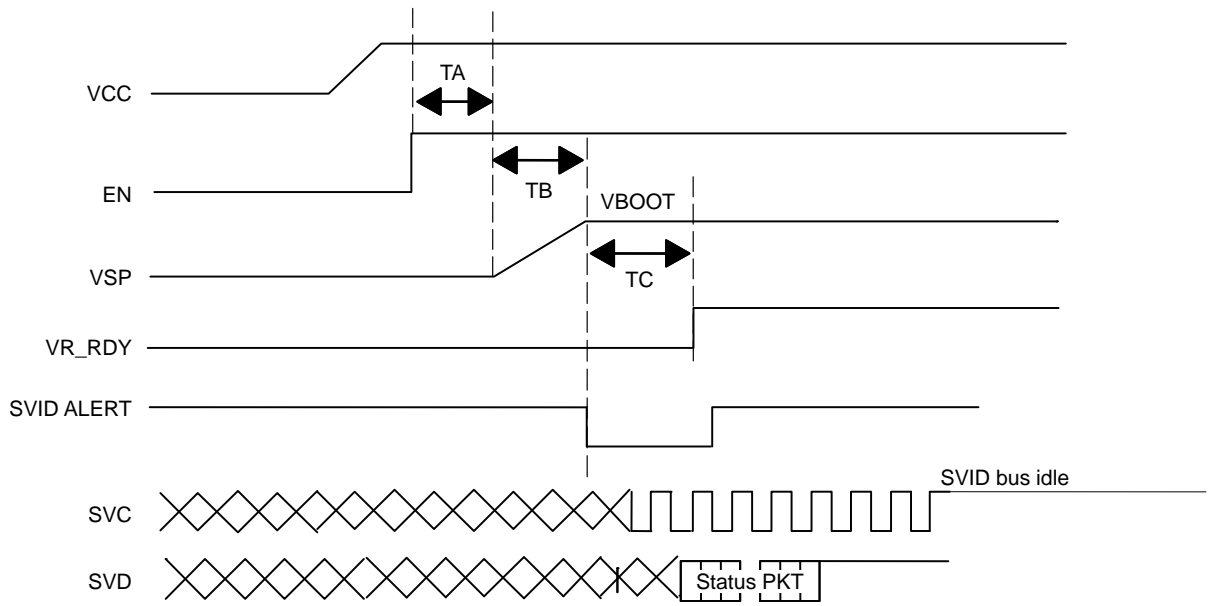 TA
VCC
TB
EN
VBOOT
VSP
TC
VR_RDY
SVID ALERT
SVID bus idle
SVC
SVD
Status PKT